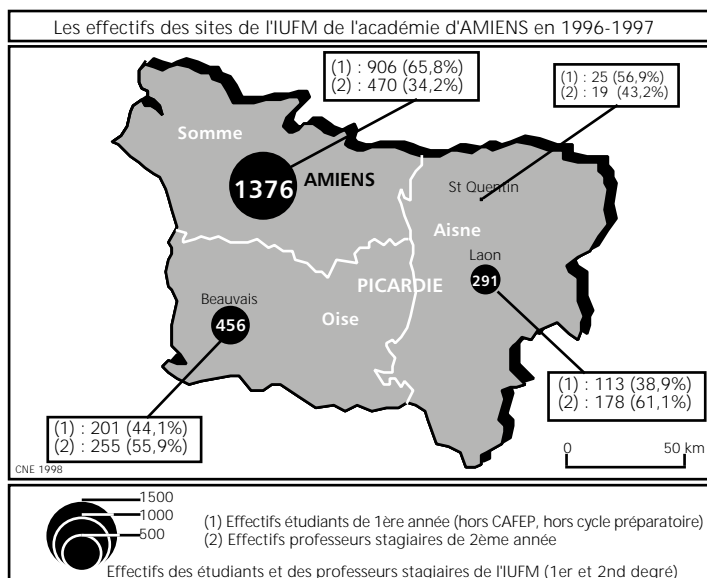 Les effectifs des sites de l'IUFM de l'académie d'AMIENS en 1996-1997
(1) : 906 (65,8%)
(2) : 470 (34,2%)
(1) : 25 (56,9%)
(2) : 19 (43,2%)
Somme
1376
AMIENS
St Quentin
Aisne
Laon
291
PICARDIE
Beauvais
456
Oise
(1) : 113 (38,9%)
(2) : 178 (61,1%)
(1) : 201 (44,1%)
(2) : 255 (55,9%)
0 50 km
CNE 1998
1500
1000
500
(1) Effectifs étudiants de 1ère année (hors CAFEP, hors cycle préparatoire)
(2) Effectifs professeurs stagiaires de 2ème année
Effectifs des étudiants et des professeurs stagiaires de l'IUFM (1er et 2nd degré)